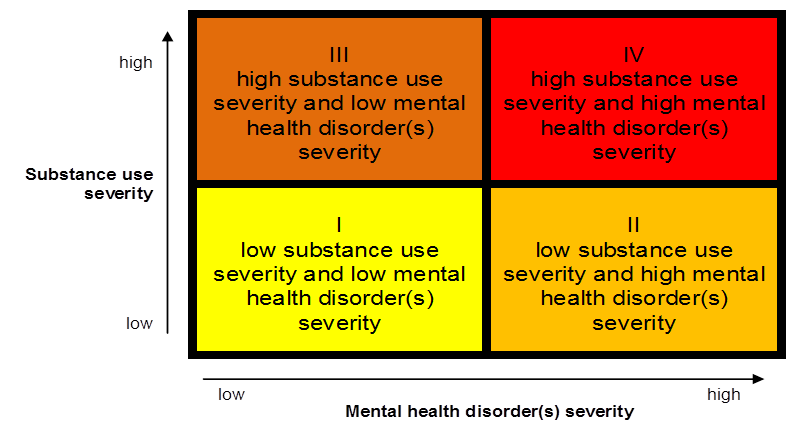 high
Substance use
severity
low
III
high substance use
severity and low mental
health disorder(s)
severity
IV
high substance use
severity and high mental
health disorder(s)
severity
I
low substance use
severity and low mental
health disorder(s)
severity
II
low substance use
severity and high mental
health disorder(s)
severity
low
high
Mental health disorder(s) severity